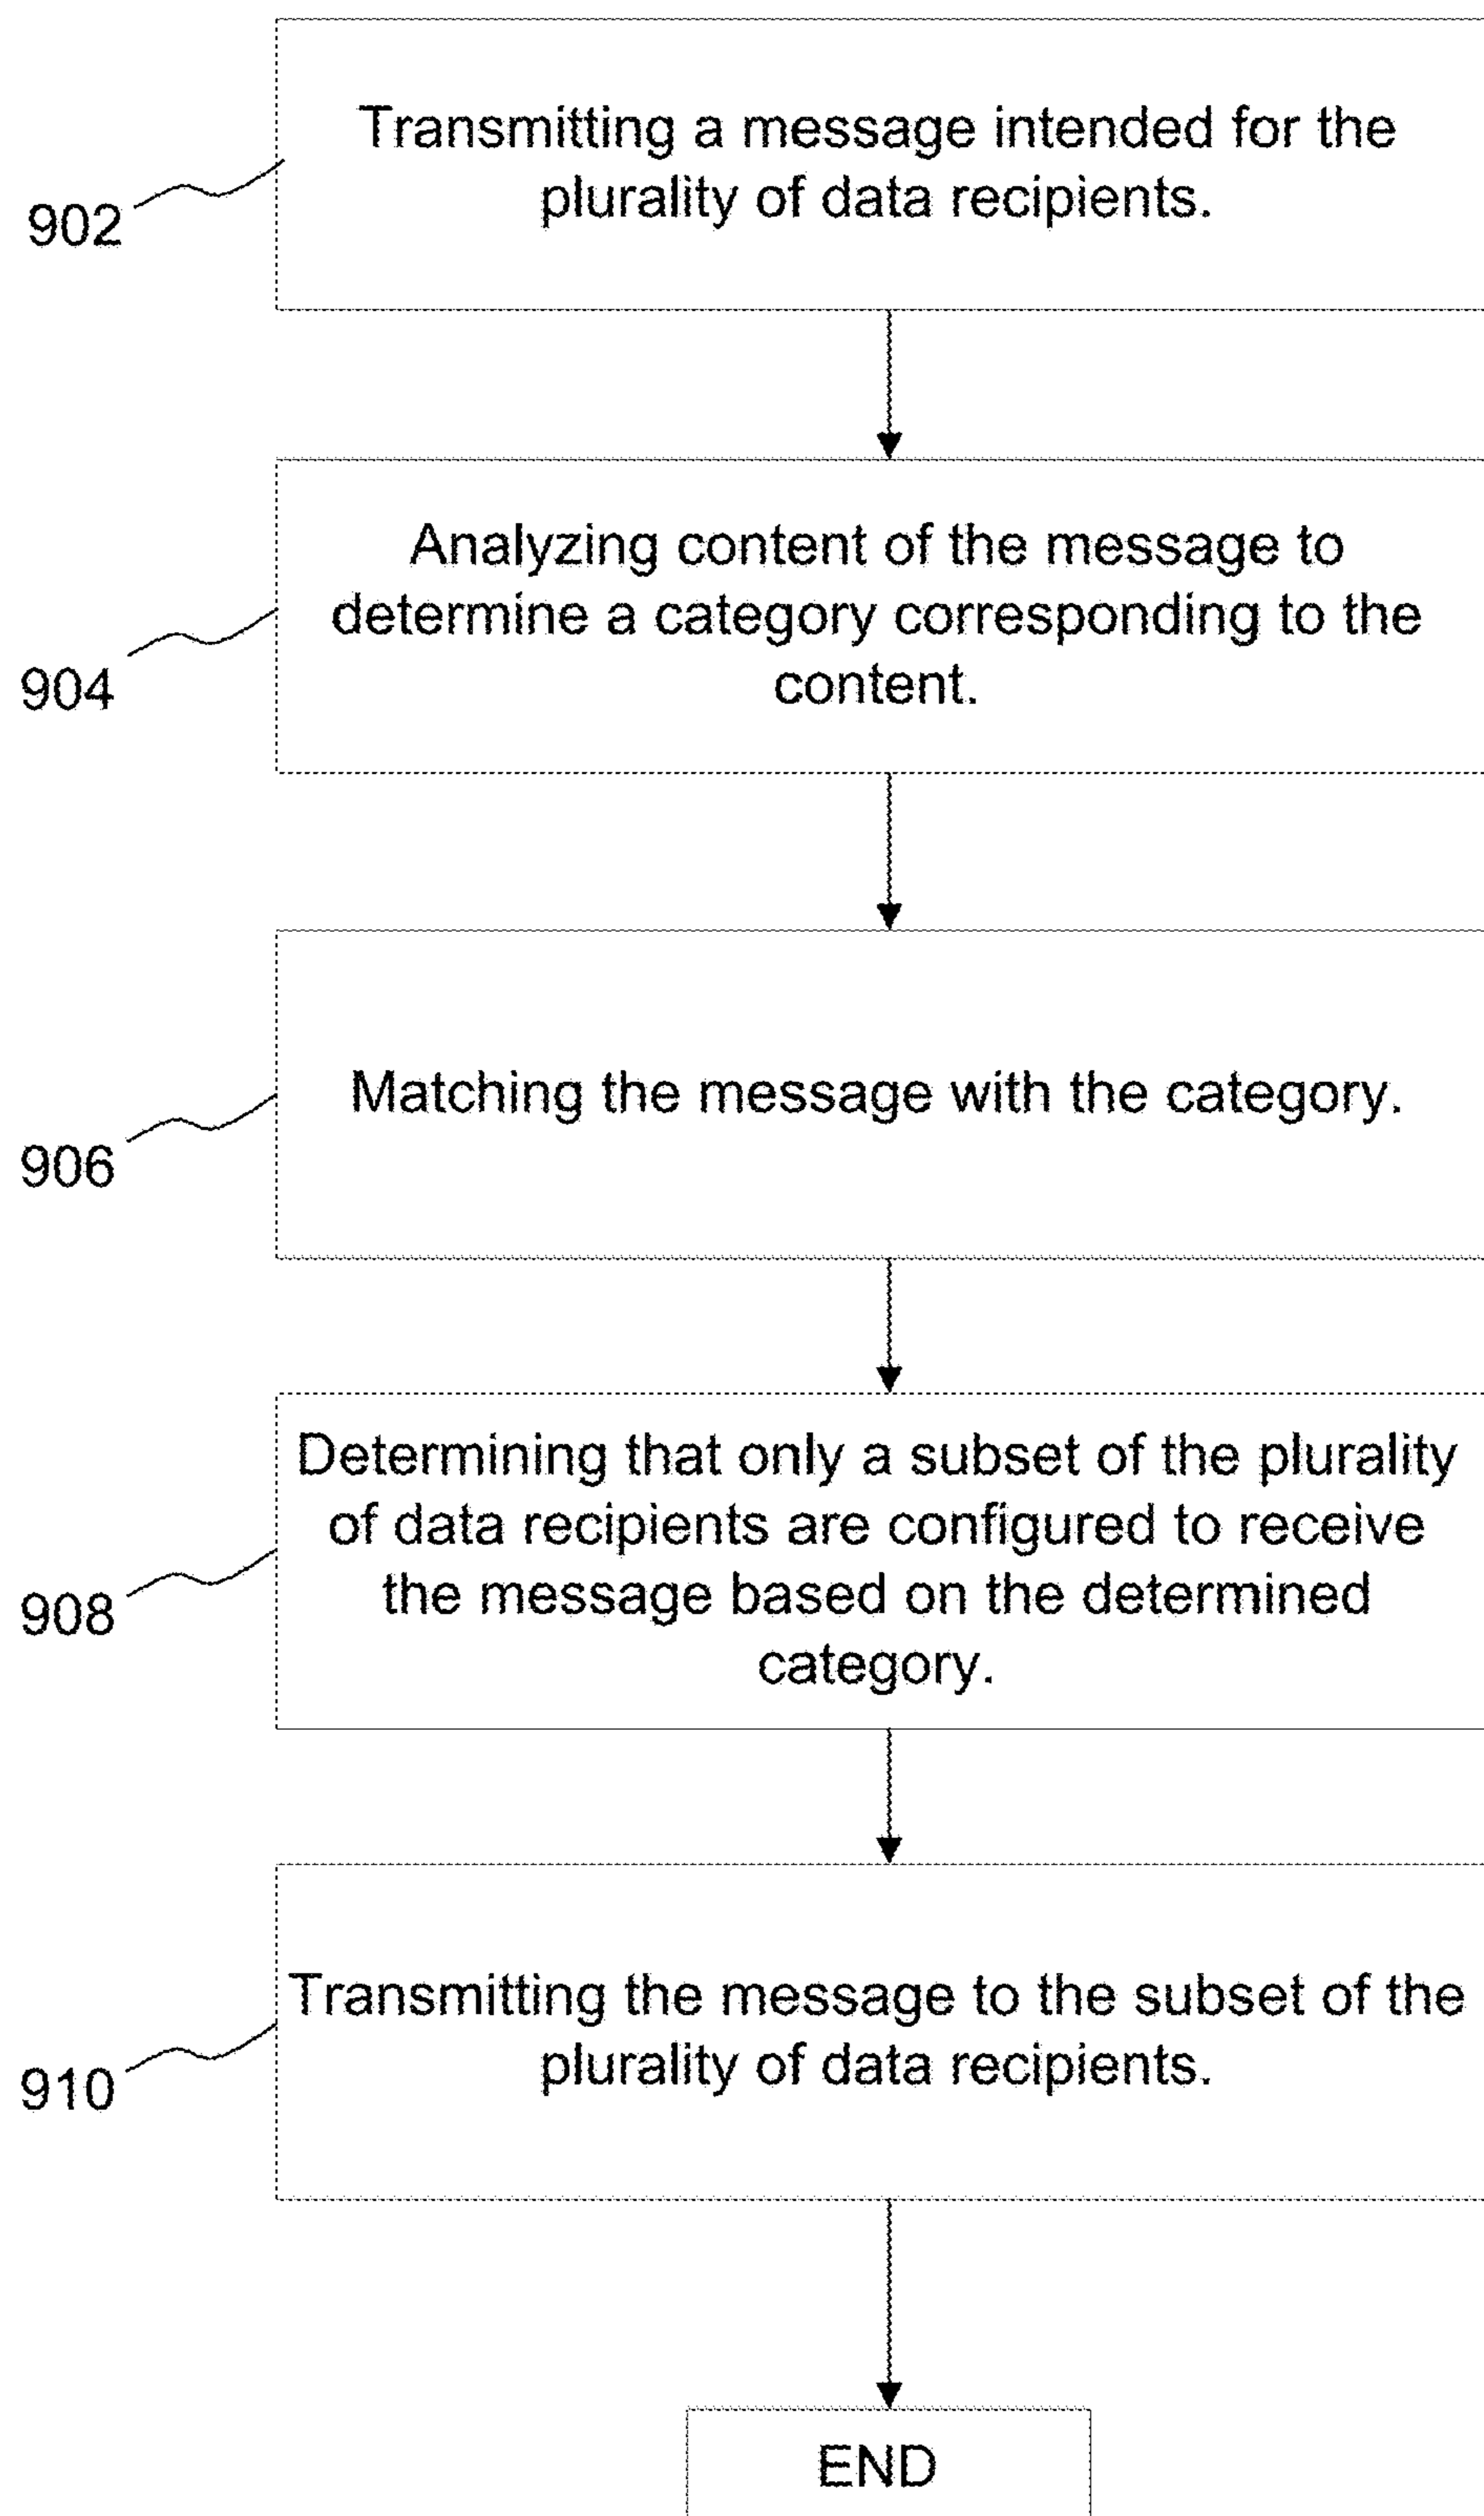 Transmitting a message intended for the
plurality of data recipients.
902
Analyzing content of the message to
determine a category corresponding to the
content.
904
Matching the message with the category.
906
Determining that only a subset of the plurality
of data recipients are configured to receive
the message based on the determined
category.
908
Transmitting the message to the subset of the
plurality of data recipients.
910
END